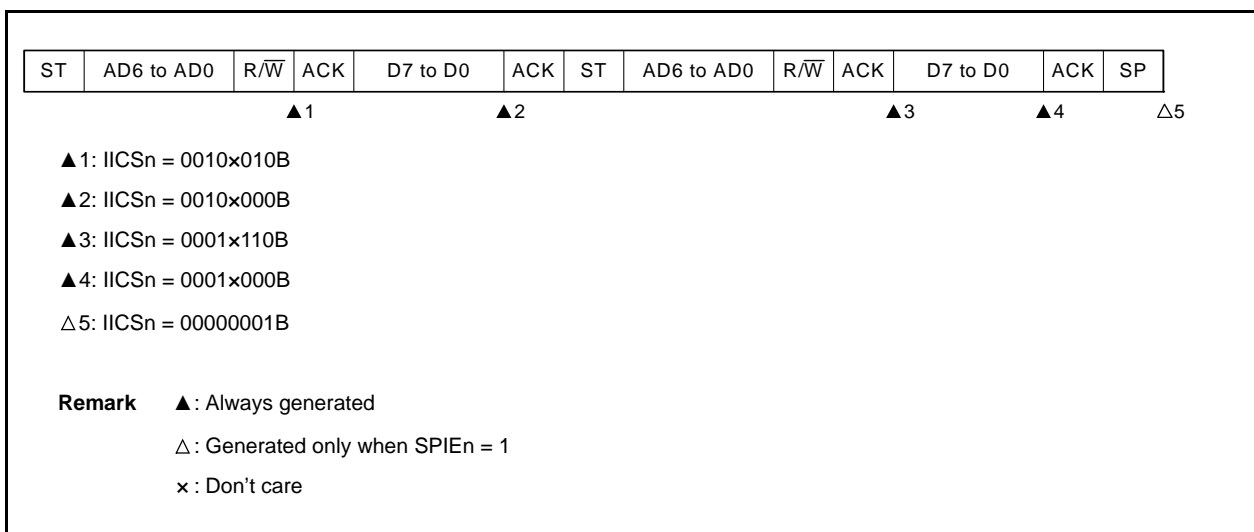 ST AD6 to AD0 R/W̅ ACK D7 to D0 ACK ST AD6 to AD0 R/W̅ ACK D7 to D0 ACK SP
▲1 ▲2 ▲3 ▲4 △5
▲1: IICSn = 0010×010B
▲2: IICSn = 0010×000B
▲3: IICSn = 0001×110B
▲4: IICSn = 0001×000B
△5: IICSn = 00000001B
Remark ▲: Always generated
△: Generated only when SPIEn = 1
×: Don't care